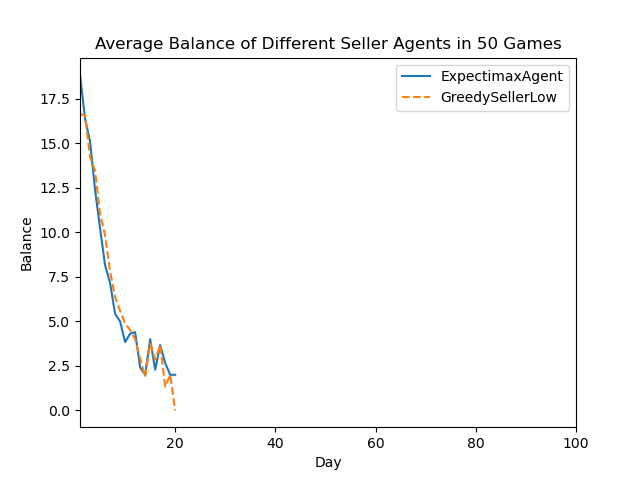 Average Balance of Different Seller Agents in 50 Games
ExpectimaxAgent
GreedySellerLow
17.5
15.0
12.5
10.0
7.5
5.0
2.5
0.0
Balance
20
40
60
80
100
Day